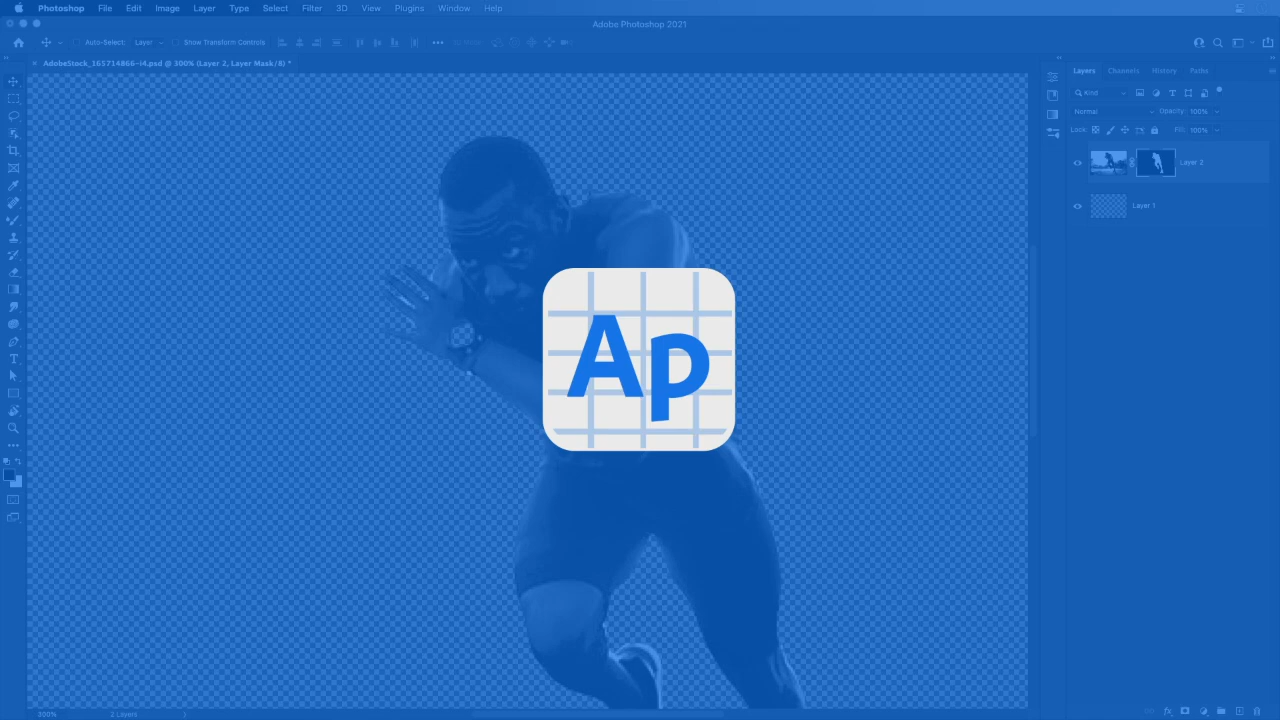 Photoshop File Edit Image Layer Type Select Filter 3D View Plugins Window Help
Adobe Photoshop 2021
Auto-Select: Layer Show Transform Controls
AdobeStack_165714866-i4.psd @ 300% (Layer 2, Layer Mask/8) *
Layers Channels History Paths
Kind
Normal Opacity: 100%
Lock: Fill: 100%
Layer 2
Layer 1
Ap
300% 2 Layers